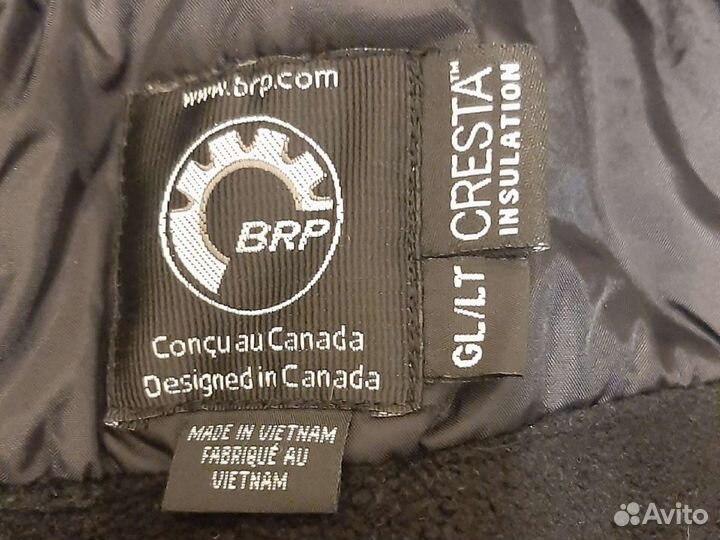 www.brp.com
BRP
Conçu au Canada
Designed in Canada
CRESTA™
INSULATION
GL/LT
MADE IN VIETNAM
FABRIQUÉ AU
VIETNAM
Avito